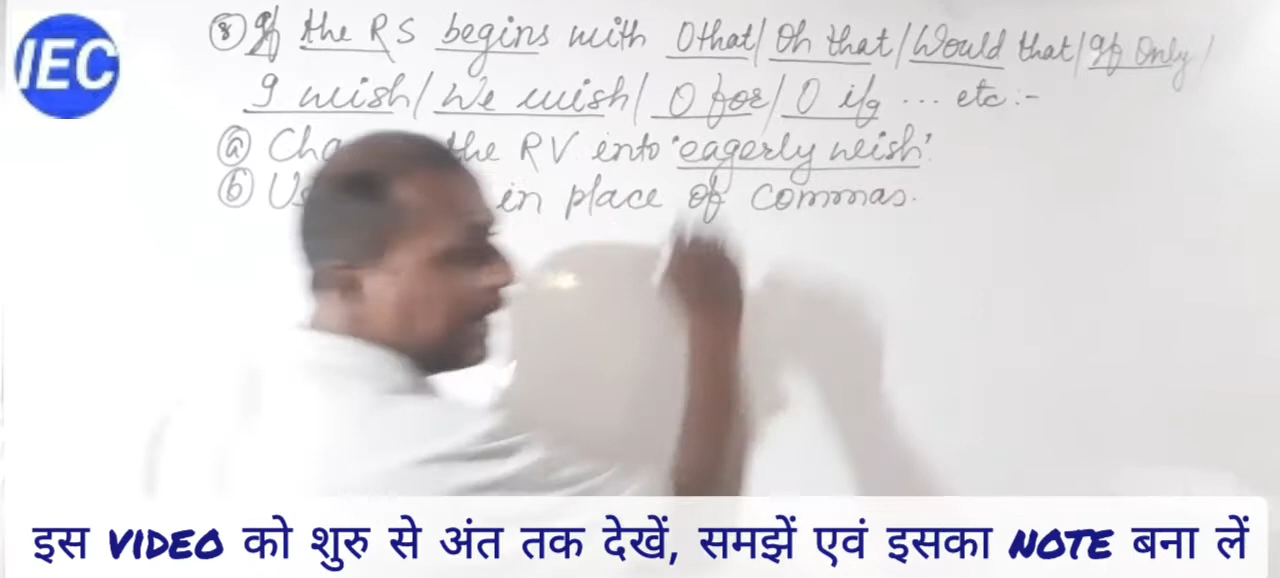 IEC
⑧ If the RS begins with O that/ Oh that/ Would that/ If Only/
I wish/ We wish/ O for/ O if ... etc:-
ⓐ the RV into 'eagerly wish'.
ⓑ in place of commas.
इस VIDEO को शुरु से अंत तक देखें, समझें एवं इसका NOTE बना लें